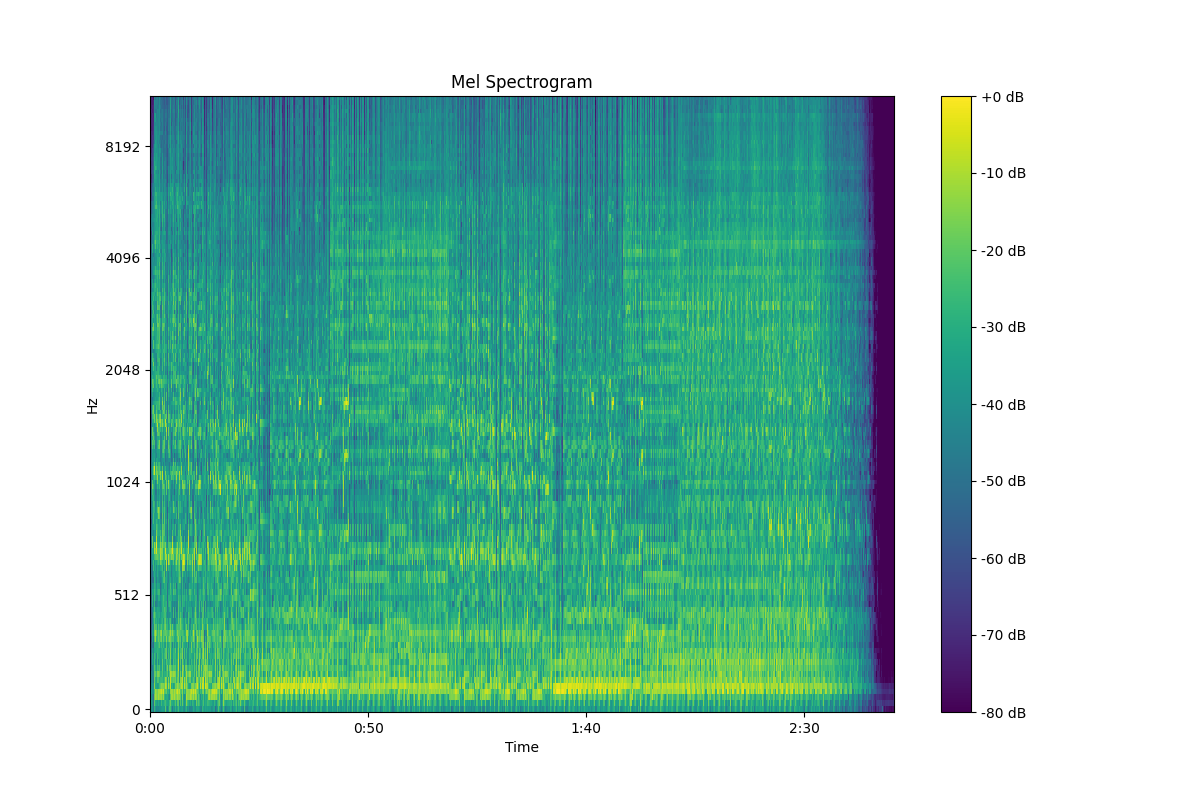 Mel Spectrogram
+0 dB
8192
-10 dB
-20 dB
4096
-30 dB
2048
-40 dB
Hz
1024
-50 dB
-60 dB
512
-70 dB
0
-80 dB
0:00
0:50
1:40
2:30
Time